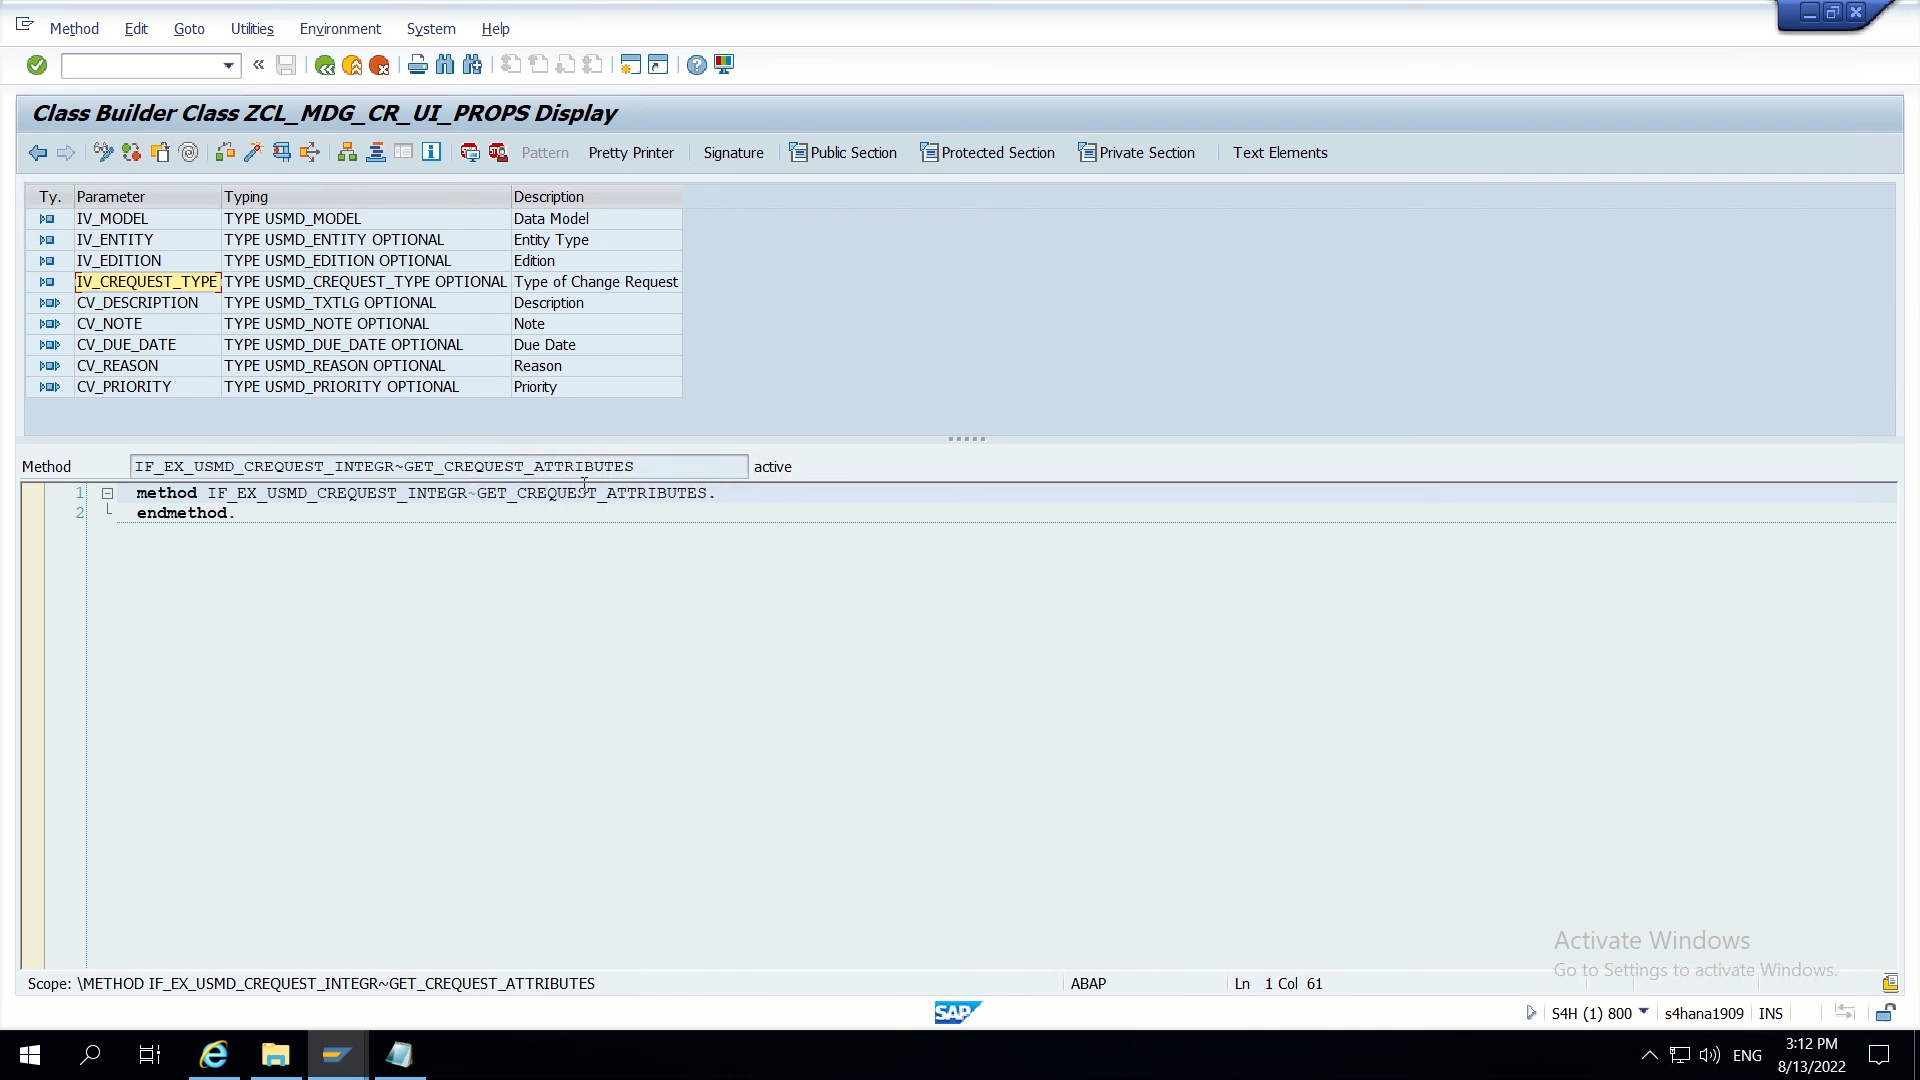 Method Edit Goto Utilities Environment System Help
Class Builder Class ZCL_MDG_CR_UI_PROPS Display
Pattern Pretty Printer Signature Public Section Protected Section Private Section Text Elements
Ty. Parameter Typing Description
IV_MODEL TYPE USMD_MODEL Data Model
IV_ENTITY TYPE USMD_ENTITY OPTIONAL Entity Type
IV_EDITION TYPE USMD_EDITION OPTIONAL Edition
IV_CREQUEST_TYPE TYPE USMD_CREQUEST_TYPE OPTIONAL Type of Change Request
CV_DESCRIPTION TYPE USMD_TXTLG OPTIONAL Description
CV_NOTE TYPE USMD_NOTE OPTIONAL Note
CV_DUE_DATE TYPE USMD_DUE_DATE OPTIONAL Due Date
CV_REASON TYPE USMD_REASON OPTIONAL Reason
CV_PRIORITY TYPE USMD_PRIORITY OPTIONAL Priority
Method IF_EX_USMD_CREQUEST_INTEGR~GET_CREQUEST_ATTRIBUTES active
1 method IF_EX_USMD_CREQUEST_INTEGR~GET_CREQUEST_ATTRIBUTES.
2 endmethod.
Activate Windows
Go to Settings to activate Windows.
Scope: \METHOD IF_EX_USMD_CREQUEST_INTEGR~GET_CREQUEST_ATTRIBUTES ABAP Ln 1 Col 61
SAP S4H (1) 800 s4hana1909 INS
ENG 3:12 PM
8/13/2022